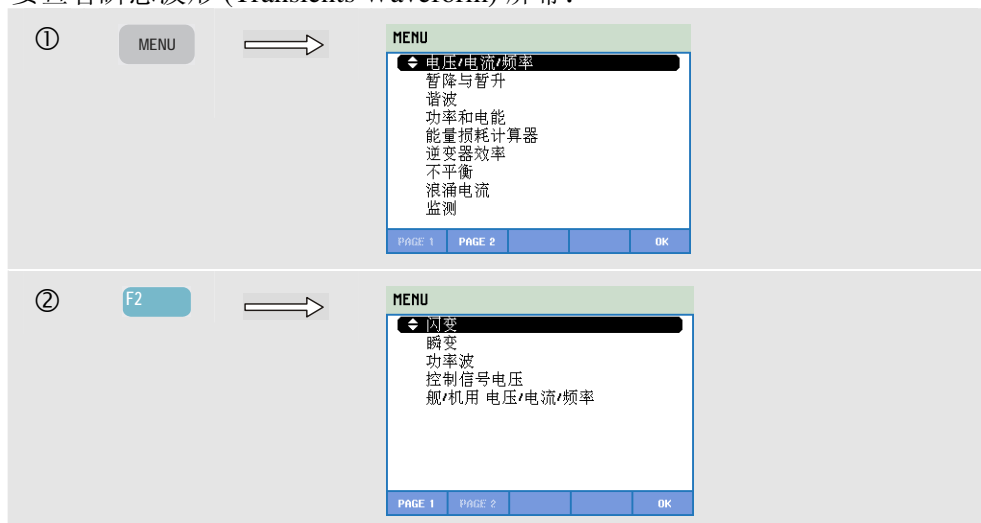 要查看瞬态波形 (Transients Waveform) 屏幕：
① MENU
MENU
电压/电流/频率
暂降与暂升
谐波
功率和电能
能量损耗计算器
逆变器效率
不平衡
浪涌电流
监测
PAGE 1 PAGE 2 OK
② F2
MENU
闪变
瞬变
功率波
控制信号电压
舰/机用 电压/电流/频率
PAGE 1 PAGE 2 OK